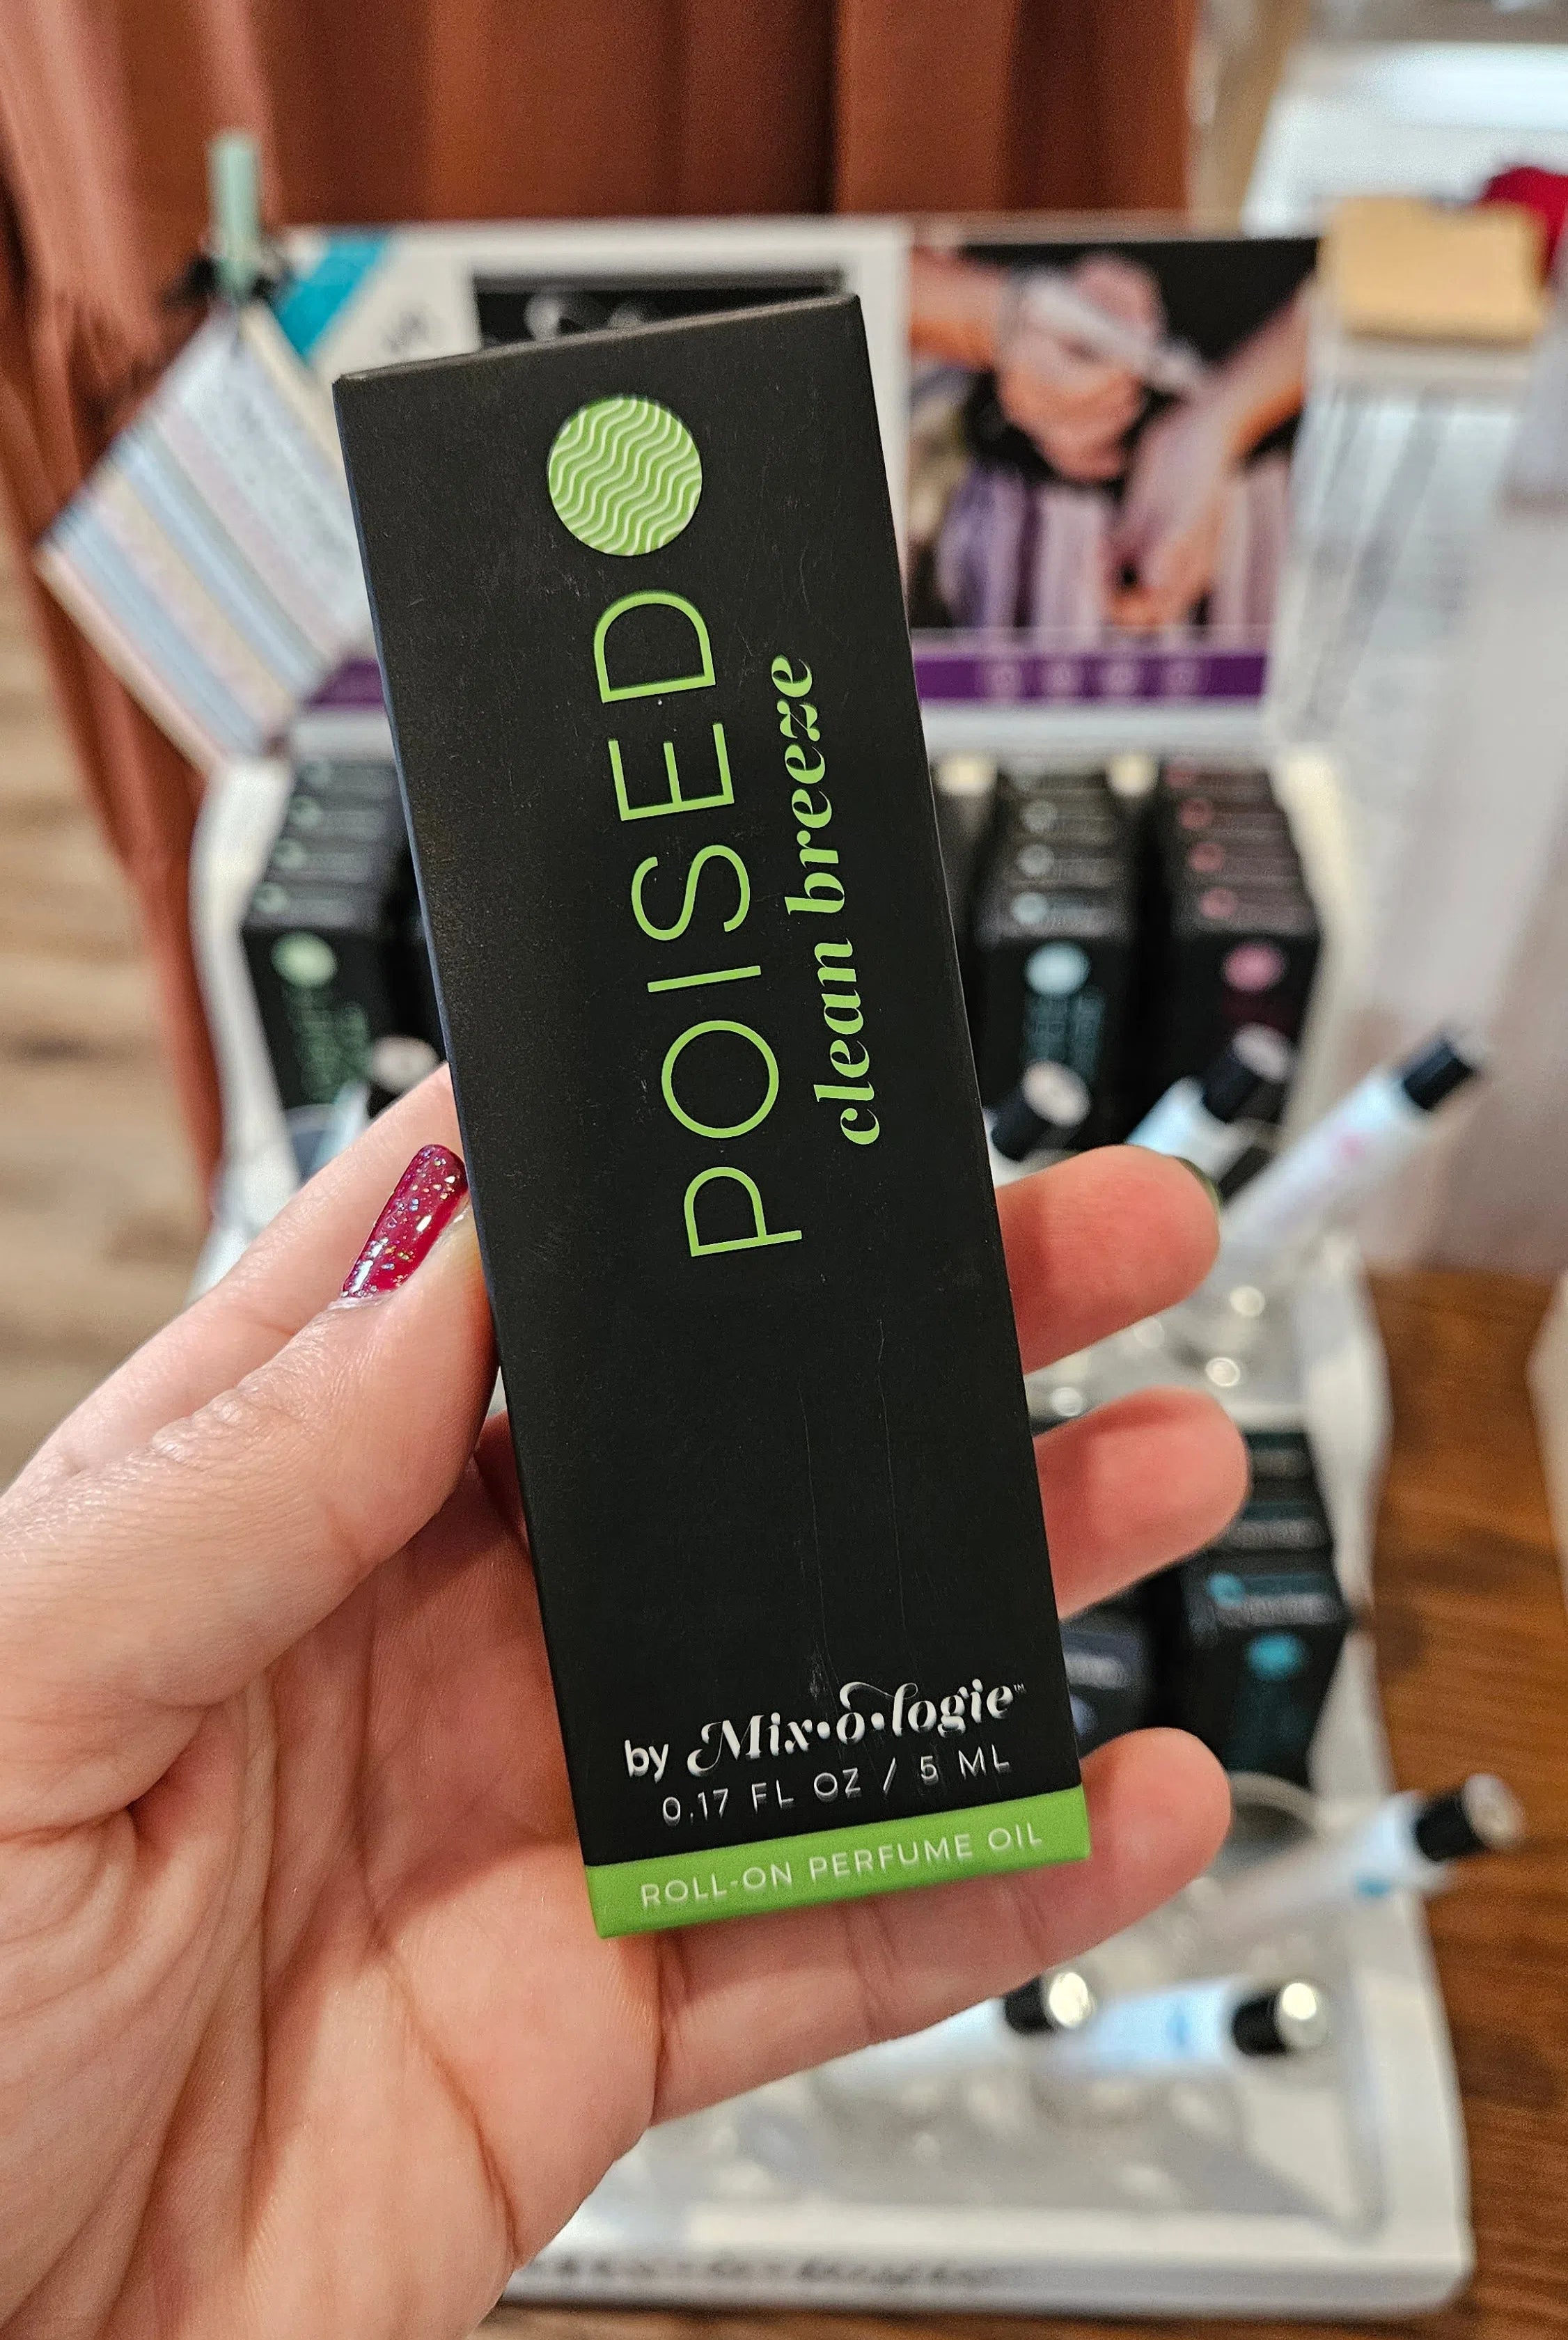 POISED
clean breeze
by Mix•o•logie™
0.17 FL OZ / 5 ML
ROLL-ON PERFUME OIL